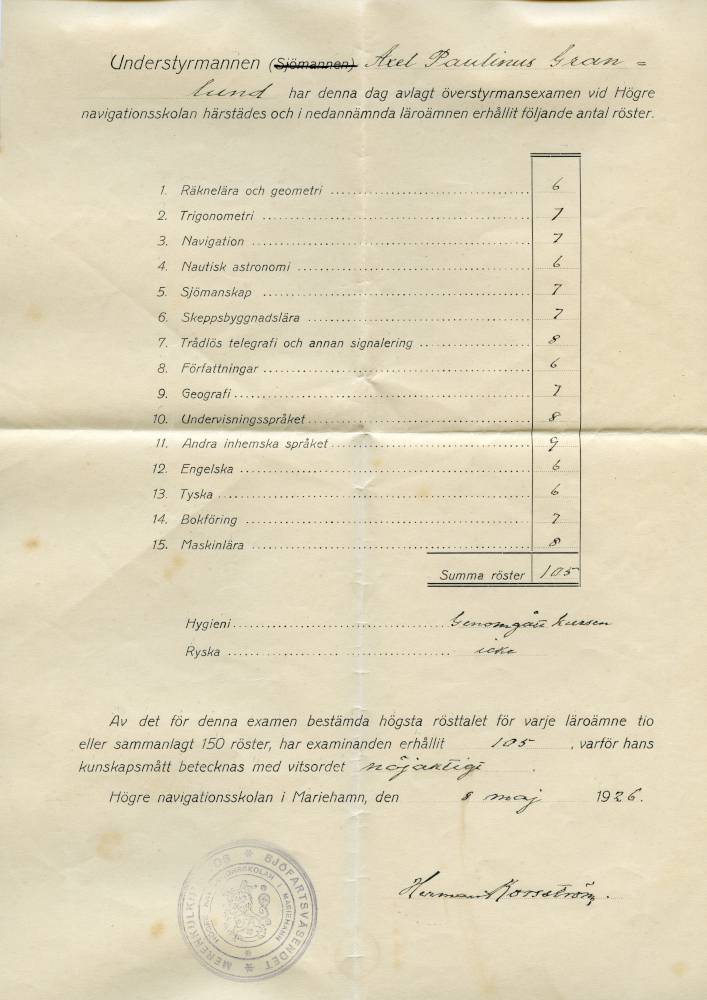 Understyrmannen (Sjömannen) Axel Paulinus Gran=
lund har denna dag avlagt överstyrmansexamen vid Högre
navigationsskolan härstädes och i nedannämnda läroämnen erhållit följande antal röster.
1. Räknelära och geometri 6
2. Trigonometri 7
3. Navigation 7
4. Nautisk astronomi 6
5. Sjömanskap 7
6. Skeppsbyggnadslära 7
7. Trådlös telegrafi och annan signalering 8
8. Författningar 6
9. Geografi 7
10. Undervisningsspråket 8
11. Andra inhemska språket 9
12. Engelska 6
13. Tyska 6
14. Bokföring 7
15. Maskinlära 8
Summa röster 105
Hygieni Genomgått kursen
Ryska icke
Av det för denna examen bestämda högsta rösttalet för varje läroämne tio
eller sammanlagt 150 röster, har examinanden erhållit 105, varför hans
kunskapsmått betecknas med vitsordet nöjaktigt.
Högre navigationsskolan i Mariehamn, den 8 maj 1926.
Herman Korsström.
SJÖFARTSVÄSENDET
HÖGRE NAVIGATIONSSKOLAN I MARIEHAMN